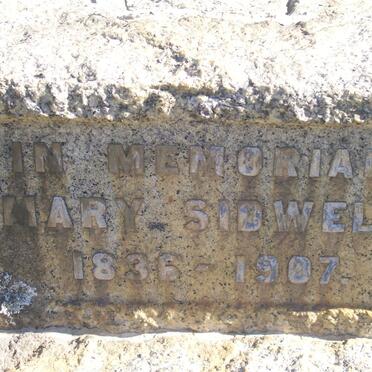 IN MEMORIA
MARY SIDWEL
1836 - 1907.